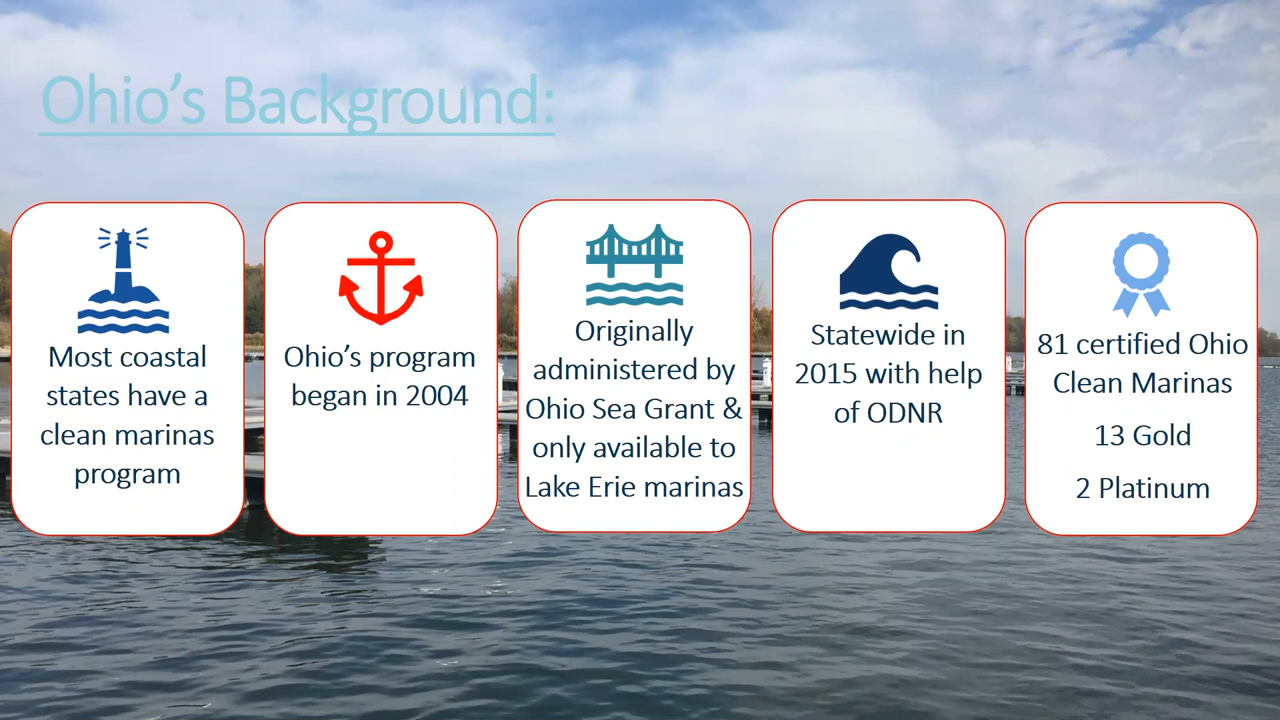 Ohio’s Background:
Most coastal
states have a
clean marinas
program
Ohio’s program
began in 2004
Originally
administered by
Ohio Sea Grant &
only available to
Lake Erie marinas
Statewide in
2015 with help
of ODNR
81 certified Ohio
Clean Marinas
13 Gold
2 Platinum